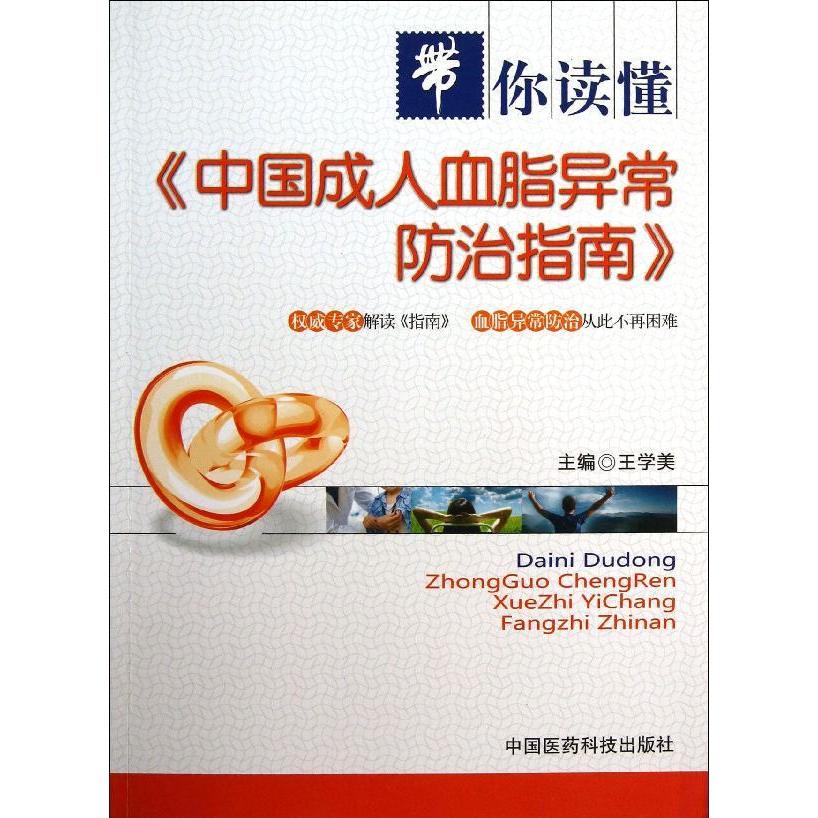 带你读懂
《中国成人血脂异常
防治指南》
权威专家解读《指南》 血脂异常防治从此不再困难
主编◎王学美
Daini Dudong
ZhongGuo ChengRen
XueZhi YiChang
Fangzhi Zhinan
中国医药科技出版社